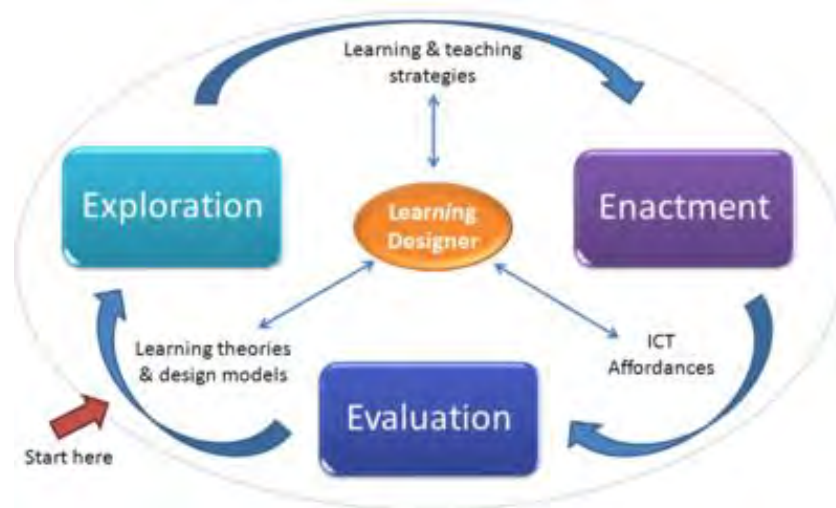 Learning & teaching
strategies
Exploration
Enactment
Learning
Designer
Learning theories
& design models
ICT
Affordances
Evaluation
Start here